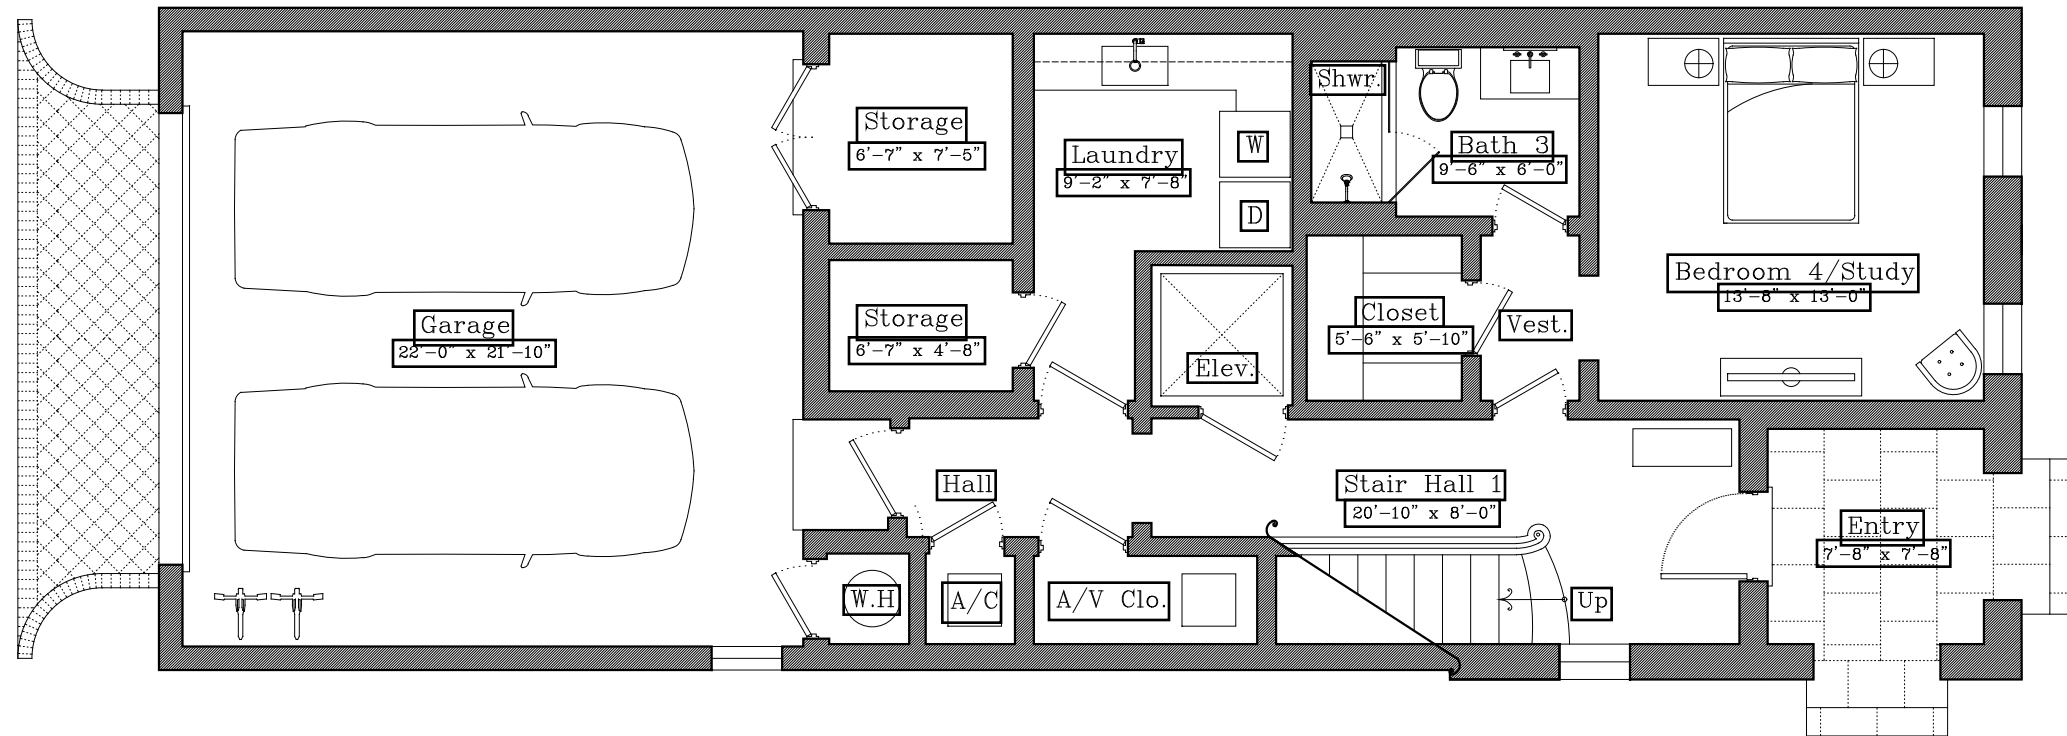 Shwr.
Storage
6'-7" x 7'-5"
Laundry
9'-2" x 7'-8"
W
D
Bath 3
9'-6" x 6'-0"
Bedroom 4/Study
13'-8" x 13'-0"
Garage
22'-0" x 21'-10"
Storage
6'-7" x 4'-8"
Elev.
Closet
5'-6" x 5'-10"
Vest.
Hall
Stair Hall 1
20'-10" x 8'-0"
Entry
7'-8" x 7'-8"
W.H
A/C
A/V Clo.
Up